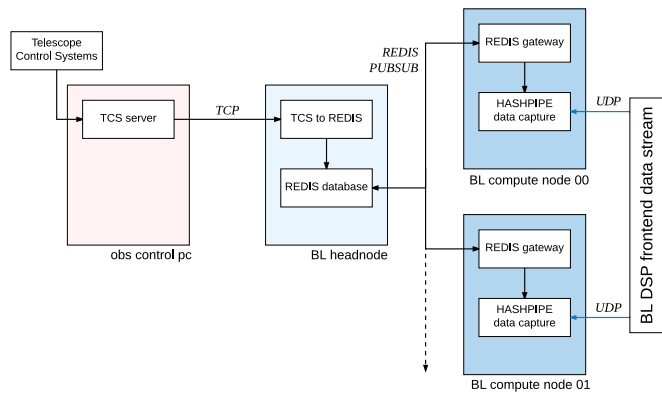 Telescope
Control Systems
TCS server
obs control pc
TCP
TCS to REDIS
REDIS database
BL headnode
REDIS
PUBSUB
REDIS gateway
HASHPIPE
data capture
UDP
BL compute node 00
REDIS gateway
HASHPIPE
data capture
UDP
BL compute node 01
BL DSP frontend data stream